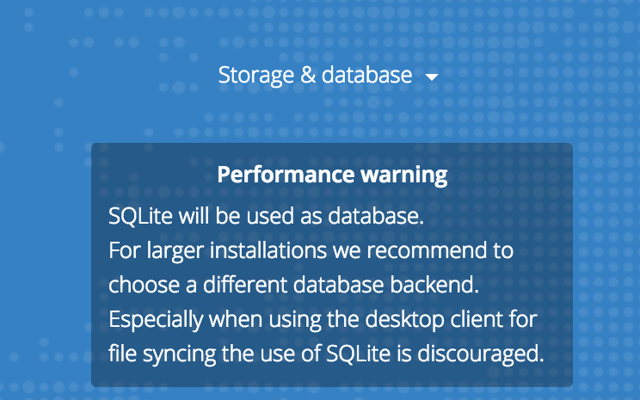 Storage & database
Performance warning
SQLite will be used as database.
For larger installations we recommend to
choose a different database backend.
Especially when using the desktop client for
file syncing the use of SQLite is discouraged.